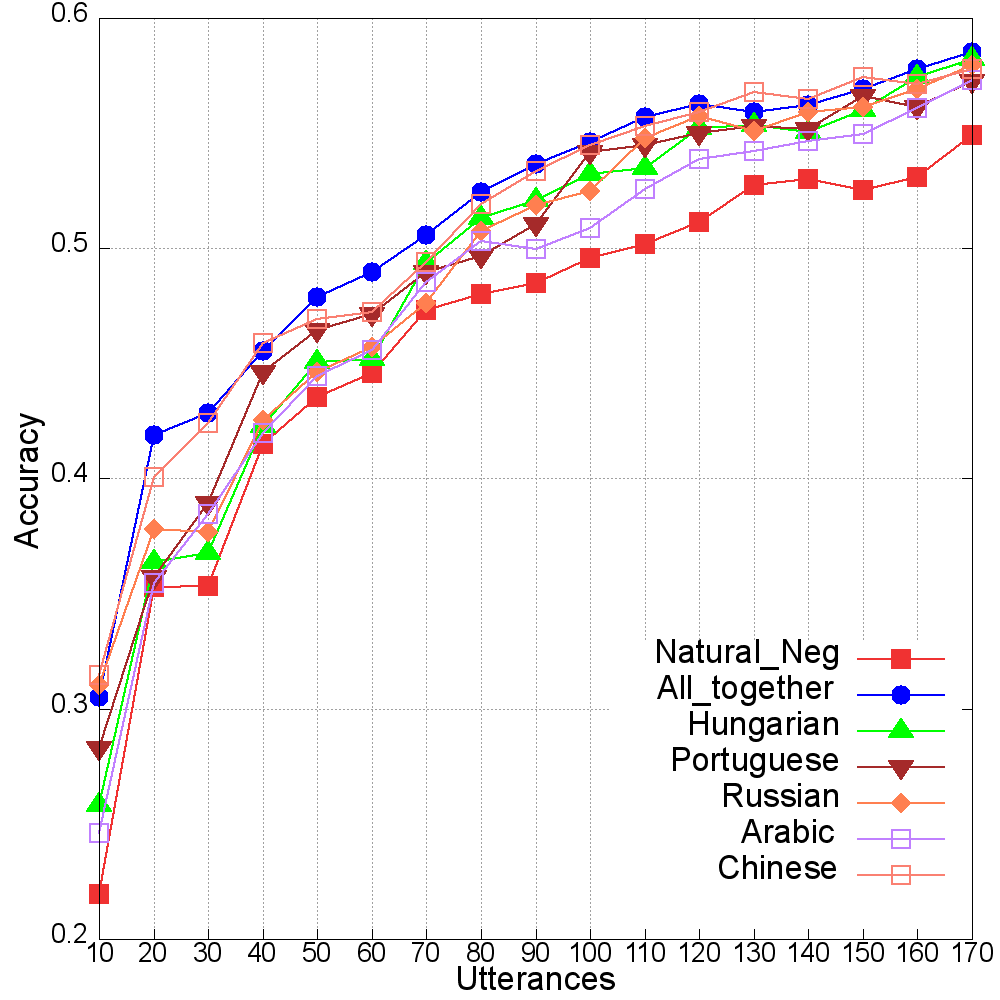 0.6
0.5
0.4
0.3
0.2
Accuracy
Natural_Neg
All_together
Hungarian
Portuguese
Russian
Arabic
Chinese
10 20 30 40 50 60 70 80 90 100 110 120 130 140 150 160 170
Utterances